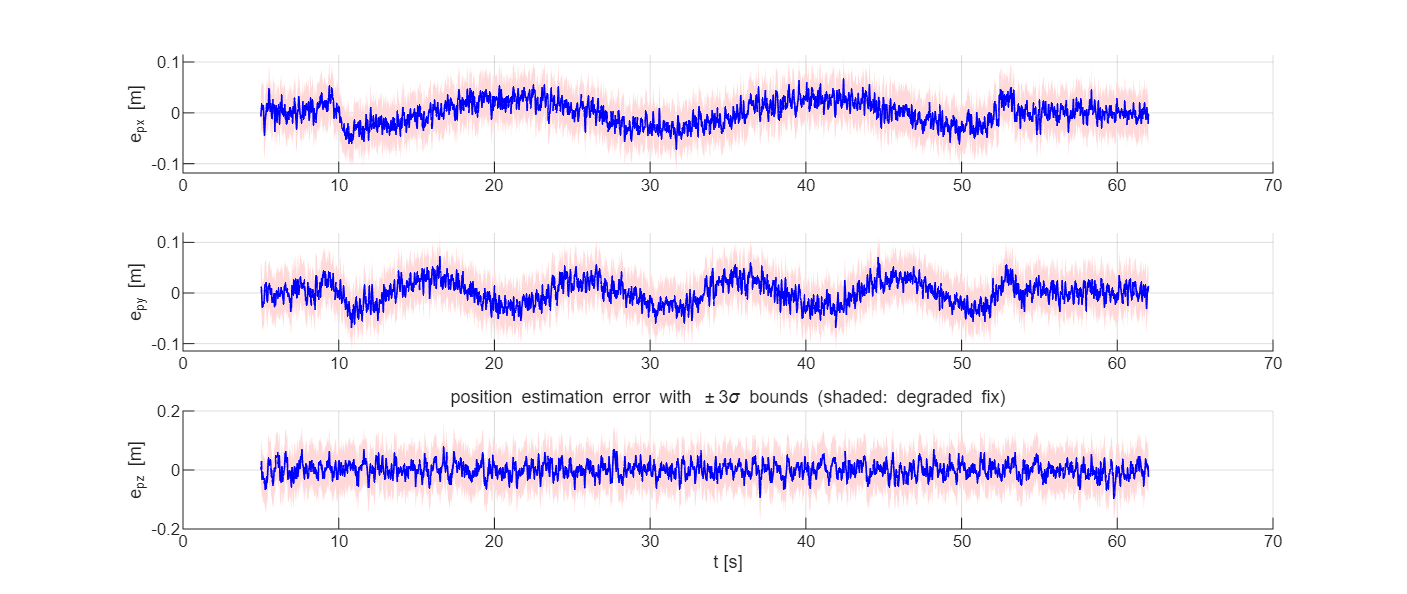 0.1
0
-0.1
e_px [m]
0 10 20 30 40 50 60 70
0.1
0
-0.1
e_py [m]
0 10 20 30 40 50 60 70
position estimation error with ±3σ bounds (shaded: degraded fix)
0.2
0
-0.2
e_pz [m]
0 10 20 30 40 50 60 70
t [s]